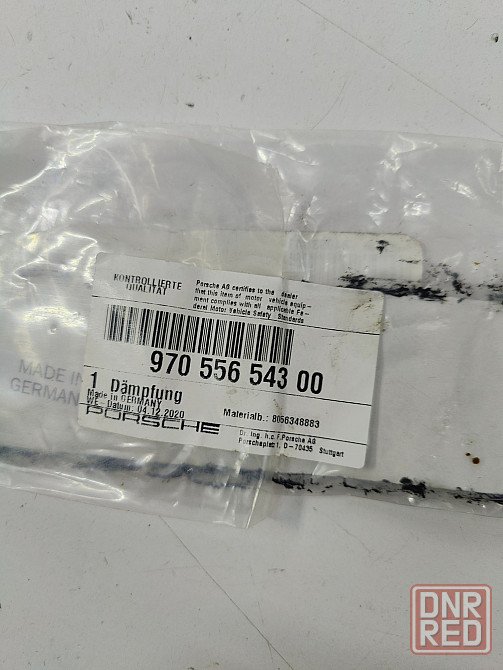 KONTROLLIERTE
QUALITÄT
Porsche AG certifies to the dealer
that this item of motor vehicle equip-
ment complies with all applicable Fe-
deral Motor Vehicle Safety Standards
970 556 543 00
1 Dämpfung
Made in GERMANY
WE-Datum, 04.12.2020
Materialb.: 8056348883
PORSCHE
Dr. Ing. h.c. F.Porsche AG
Porscheplatz 1, D-70435 Stuttgart
MADE IN
GERMANY
DNR
RED